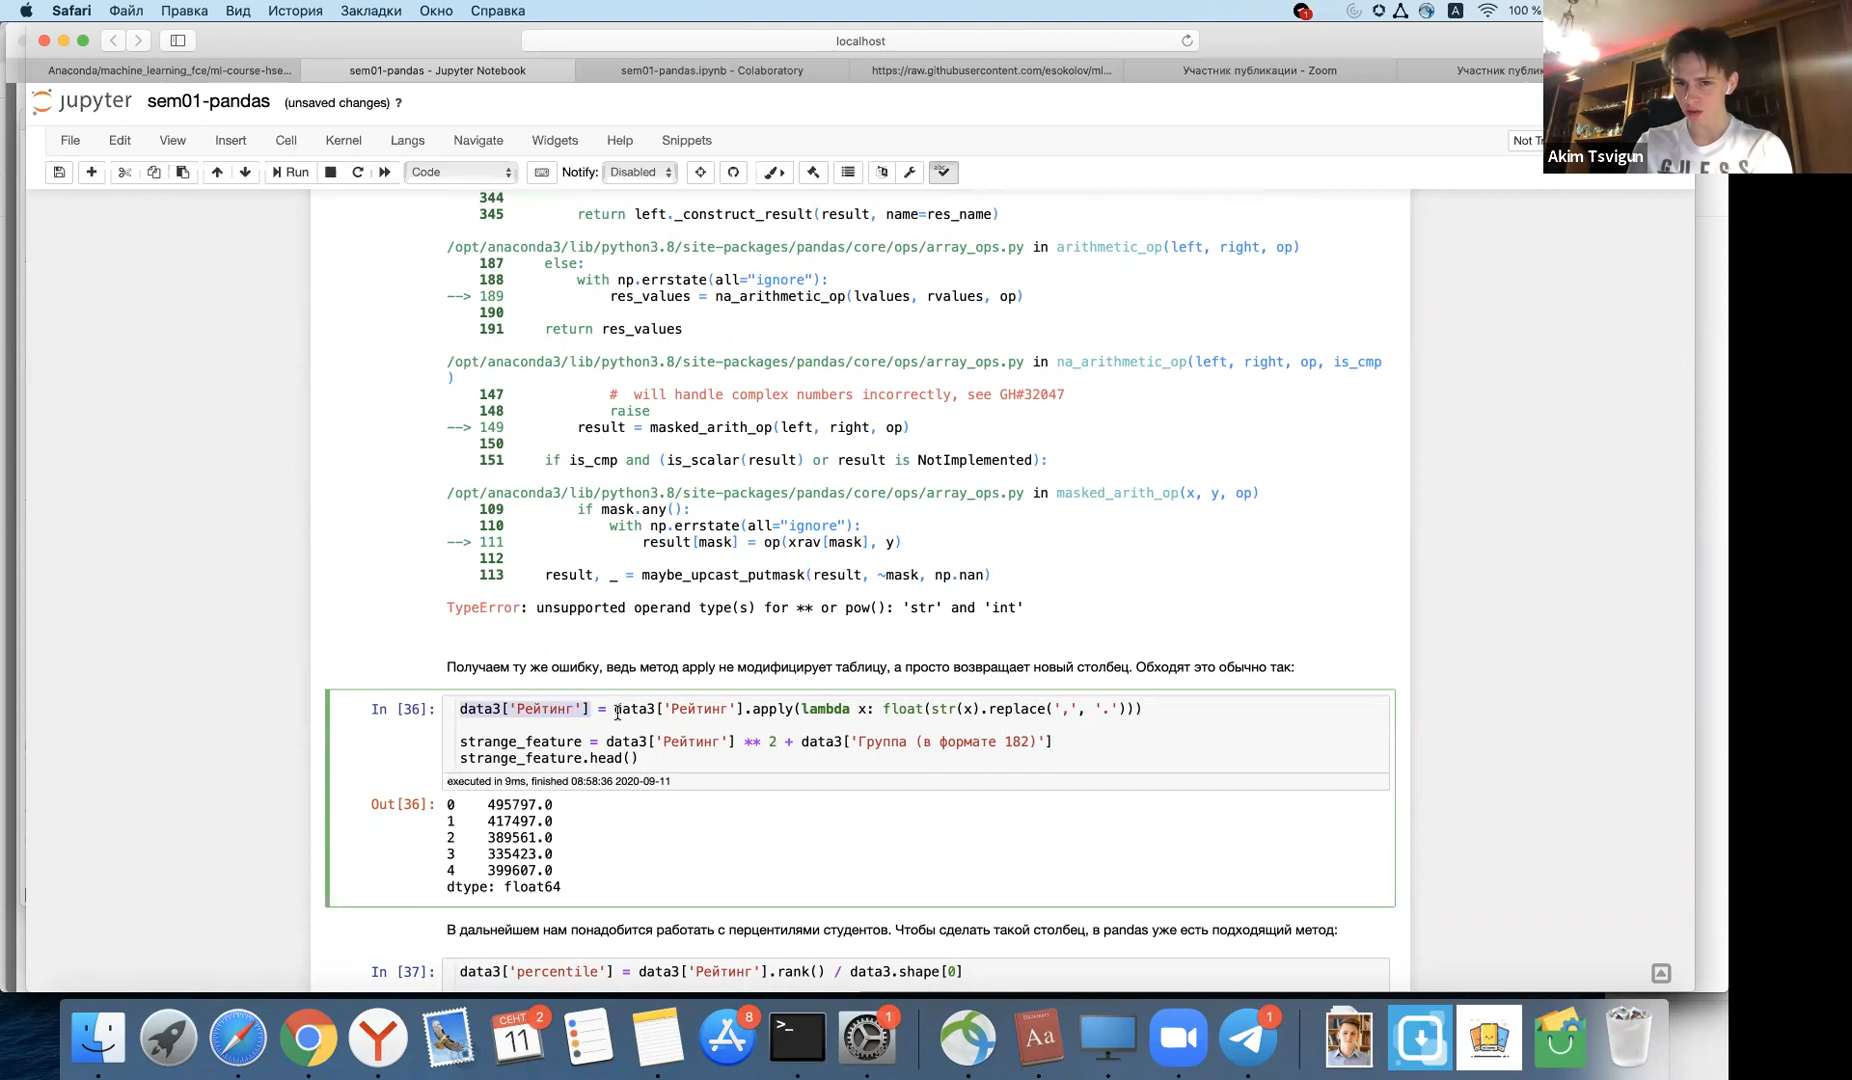 Safari Файл Правка Вид История Закладки Окно Справка
1 A 100 %
localhost
Anaconda/machine_learning_fce/ml-course-hse...
sem01-pandas - Jupyter Notebook
sem01-pandas.ipynb - Colaboratory
https://raw.githubusercontent.com/esokolov/ml...
Участник публикации - Zoom
Участник публик
jupyter sem01-pandas (unsaved changes) ?
File Edit View Insert Cell Kernel Langs Navigate Widgets Help Snippets
Not Tr
Akim Tsvigun
GUESS
Run Code Notify: Disabled
344
345 return left._construct_result(result, name=res_name)
/opt/anaconda3/lib/python3.8/site-packages/pandas/core/ops/array_ops.py in arithmetic_op(left, right, op)
187 else:
188 with np.errstate(all="ignore"):
--> 189 res_values = na_arithmetic_op(lvalues, rvalues, op)
190
191 return res_values
/opt/anaconda3/lib/python3.8/site-packages/pandas/core/ops/array_ops.py in na_arithmetic_op(left, right, op, is_cmp
)
147 # will handle complex numbers incorrectly, see GH#32047
148 raise
--> 149 result = masked_arith_op(left, right, op)
150
151 if is_cmp and (is_scalar(result) or result is NotImplemented):
/opt/anaconda3/lib/python3.8/site-packages/pandas/core/ops/array_ops.py in masked_arith_op(x, y, op)
109 if mask.any():
110 with np.errstate(all="ignore"):
--> 111 result[mask] = op(xrav[mask], y)
112
113 result, _ = maybe_upcast_putmask(result, ~mask, np.nan)
TypeError: unsupported operand type(s) for ** or pow(): 'str' and 'int'
Получаем ту же ошибку, ведь метод apply не модифицирует таблицу, а просто возвращает новый столбец. Обходят это обычно так:
In [36]: data3['Рейтинг'] = data3['Рейтинг'].apply(lambda x: float(str(x).replace(',', '.')))
strange_feature = data3['Рейтинг'] ** 2 + data3['Группа (в формате 182)']
strange_feature.head()
executed in 9ms, finished 08:58:36 2020-09-11
Out[36]: 0 495797.0
1 417497.0
2 389561.0
3 335423.0
4 399607.0
dtype: float64
В дальнейшем нам понадобится работать с перцентилями студентов. Чтобы сделать такой столбец, в pandas уже есть подходящий метод:
In [37]: data3['percentile'] = data3['Рейтинг'].rank() / data3.shape[0]
СЕНТ 2
11
8
1
Aa
1